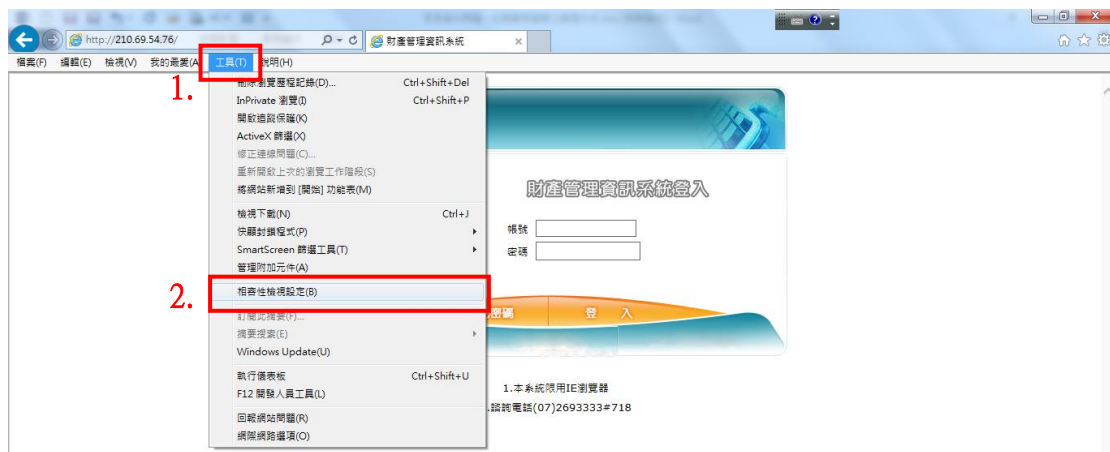 http://210.69.54.76/
財產管理資訊系統
檔案(F) 編輯(E) 檢視(V) 我的最愛(A 工具(T) 說明(H)
1.
刪除瀏覽歷程記錄(D)... Ctrl+Shift+Del
InPrivate 瀏覽(I) Ctrl+Shift+P
開啟追蹤保護(K)
ActiveX 篩選(X)
修正連線問題(C)...
重新開啟上次的瀏覽工作階段(S)
將網站新增到 [開始] 功能表(M)
檢視下載(N) Ctrl+J
快顯封鎖程式(P)
SmartScreen 篩選工具(T)
管理附加元件(A)
2.
相容性檢視設定(B)
訂閱此摘要(F)...
摘要搜索(E)
Windows Update(U)
執行儀表板 Ctrl+Shift+U
F12 開發人員工具(L)
回報網站問題(R)
網際網路選項(O)
財產管理資訊系統登入
帳號
密碼
密碼 登 入
1.本系統限用IE瀏覽器
.諮詢電話(07)2693333#718